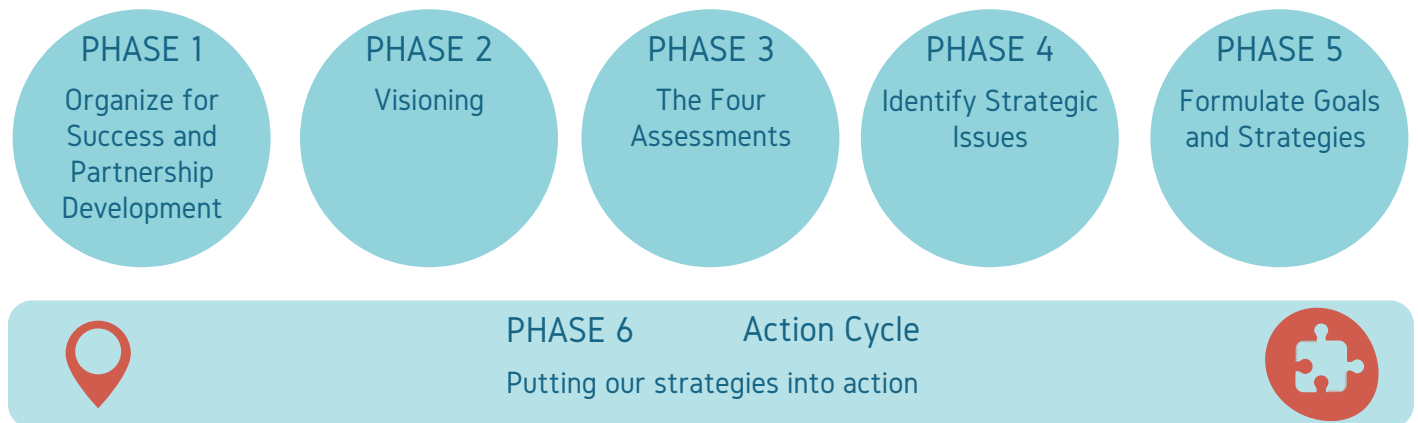 PHASE 1
Organize for
Success and
Partnership
Development
PHASE 2
Visioning
PHASE 3
The Four
Assessments
PHASE 4
Identify Strategic
Issues
PHASE 5
Formulate Goals
and Strategies
PHASE 6 Action Cycle
Putting our strategies into action